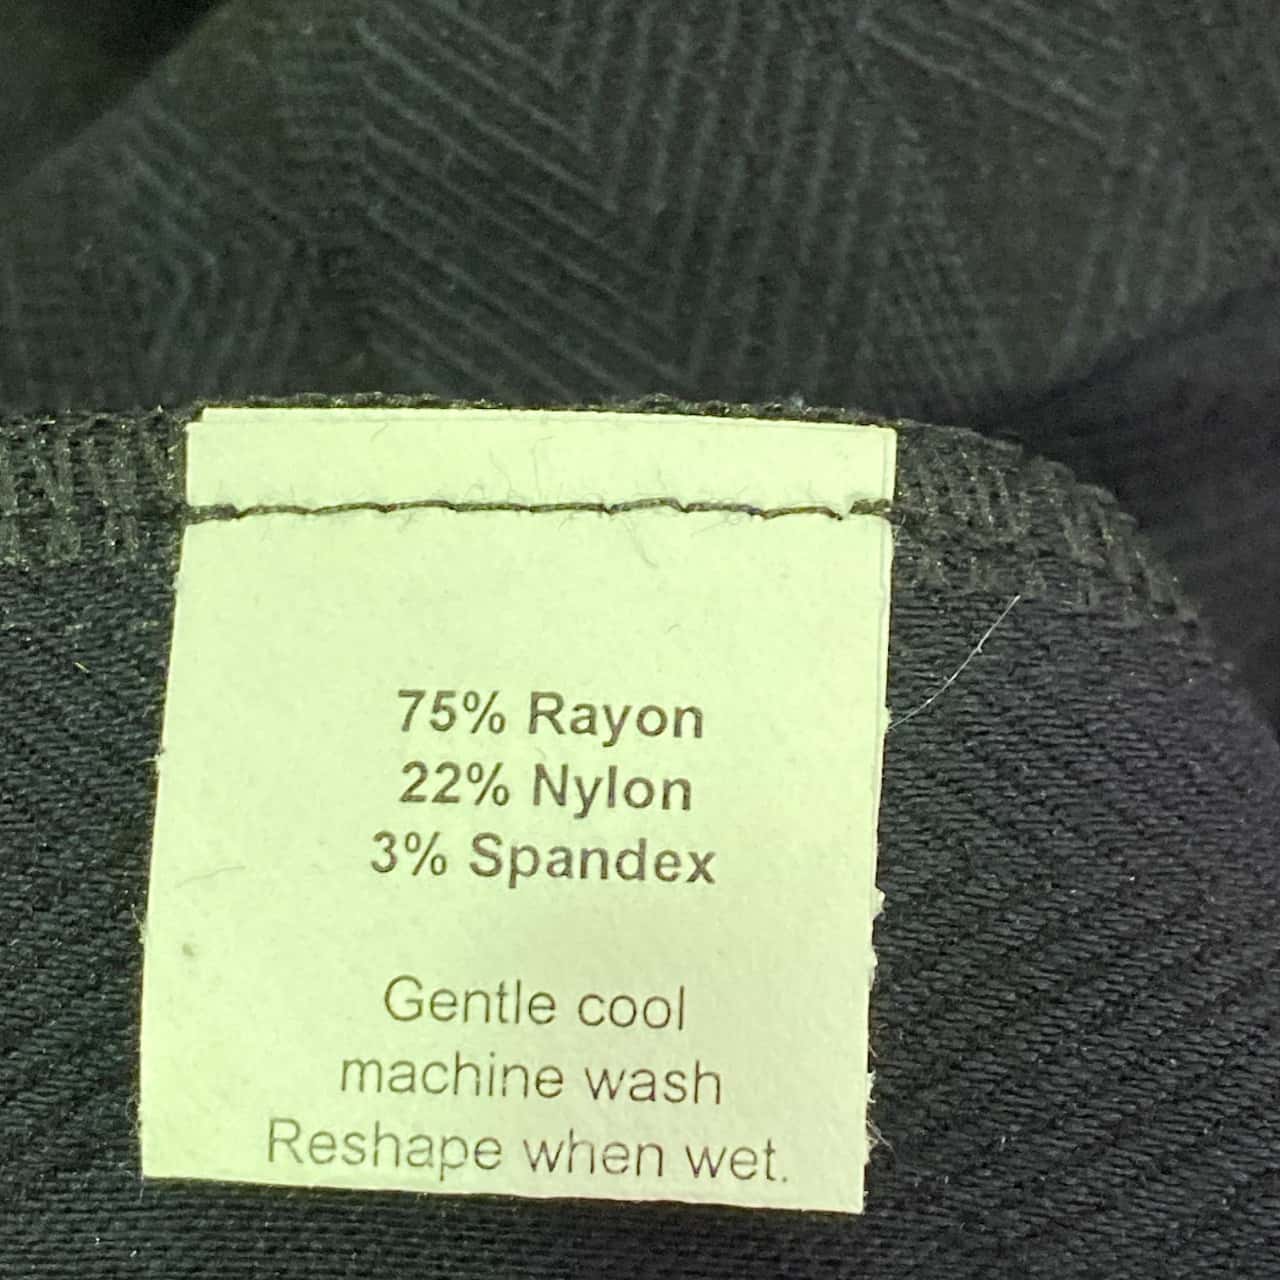 75% Rayon
22% Nylon
3% Spandex
Gentle cool
machine wash
Reshape when wet.